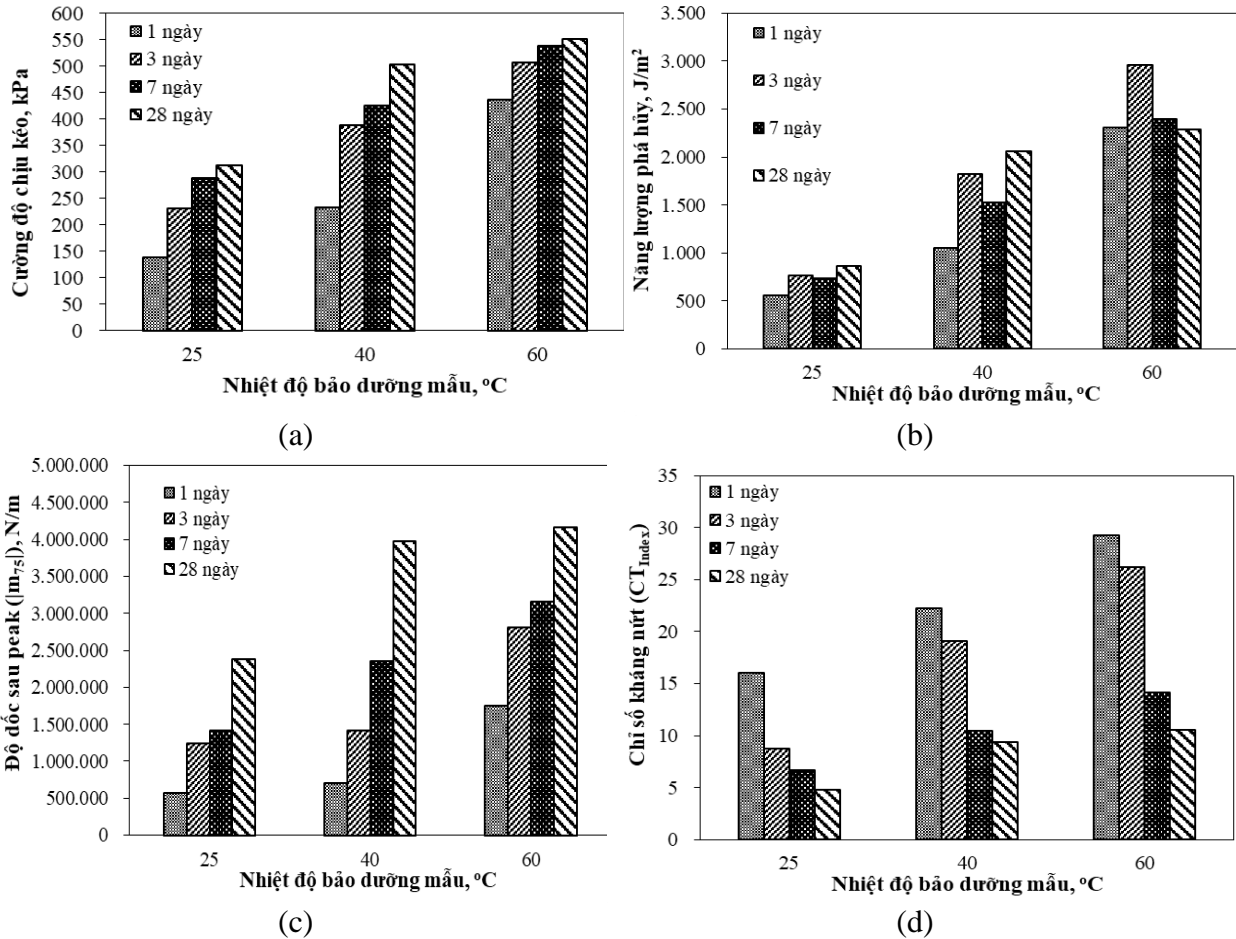 Cường độ chịu kéo, kPa
600
550
500
450
400
350
300
250
200
150
100
50
0
1 ngày
3 ngày
7 ngày
28 ngày
25 40 60
Nhiệt độ bảo dưỡng mẫu, °C
(a)
Năng lượng phá hủy, J/m²
3.500
3.000
2.500
2.000
1.500
1.000
500
0
1 ngày
3 ngày
7 ngày
28 ngày
25 40 60
Nhiệt độ bảo dưỡng mẫu, °C
(b)
Độ dốc sau peak (|m₇₅|), N/m
5.000.000
4.500.000
4.000.000
3.500.000
3.000.000
2.500.000
2.000.000
1.500.000
1.000.000
500.000
0
1 ngày
3 ngày
7 ngày
28 ngày
25 40 60
Nhiệt độ bảo dưỡng mẫu, °C
(c)
Chỉ số kháng nứt (CT_Index)
35
30
25
20
15
10
5
0
1 ngày
3 ngày
7 ngày
28 ngày
25 40 60
Nhiệt độ bảo dưỡng mẫu, °C
(d)